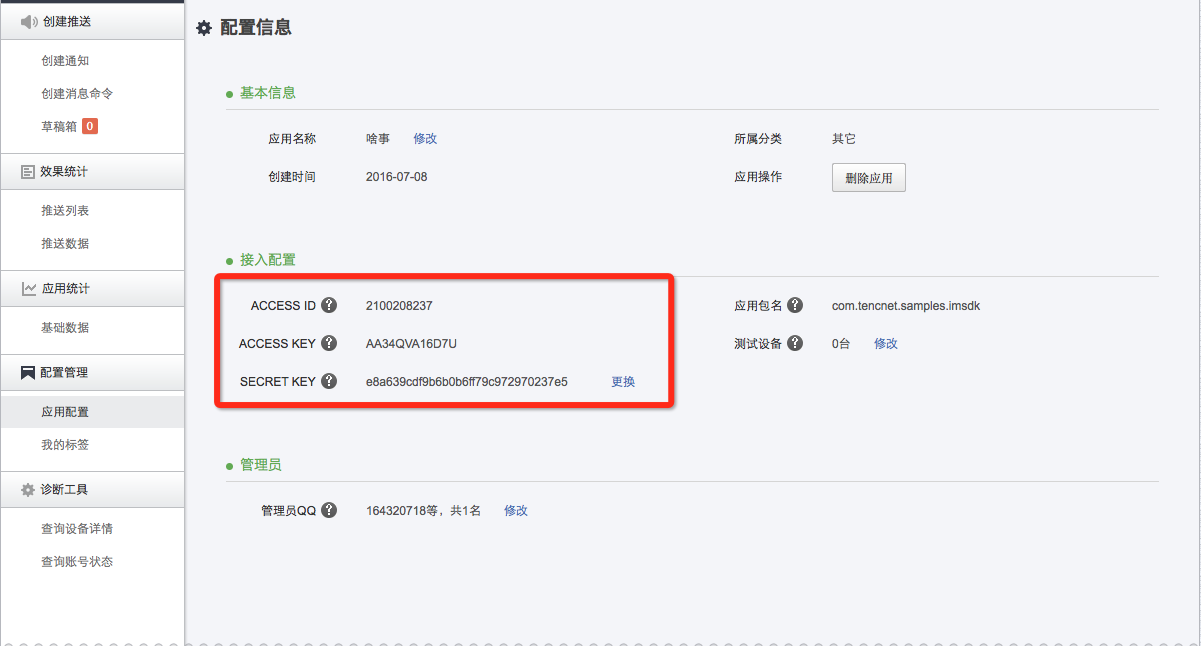 创建推送
创建通知
创建消息命令
草稿箱 0
效果统计
推送列表
推送数据
应用统计
基础数据
配置管理
应用配置
我的标签
诊断工具
查询设备详情
查询账号状态
配置信息
基本信息
应用名称 啥事 修改 所属分类 其它
创建时间 2016-07-08 应用操作 删除应用
接入配置
ACCESS ID ? 2100208237 应用包名 ? com.tencnet.samples.imsdk
ACCESS KEY ? AA34QVA16D7U 测试设备 ? 0台 修改
SECRET KEY ? e8a639cdf9b6b0b6ff79c972970237e5 更换
管理员
管理员QQ ? 164320718等，共1名 修改